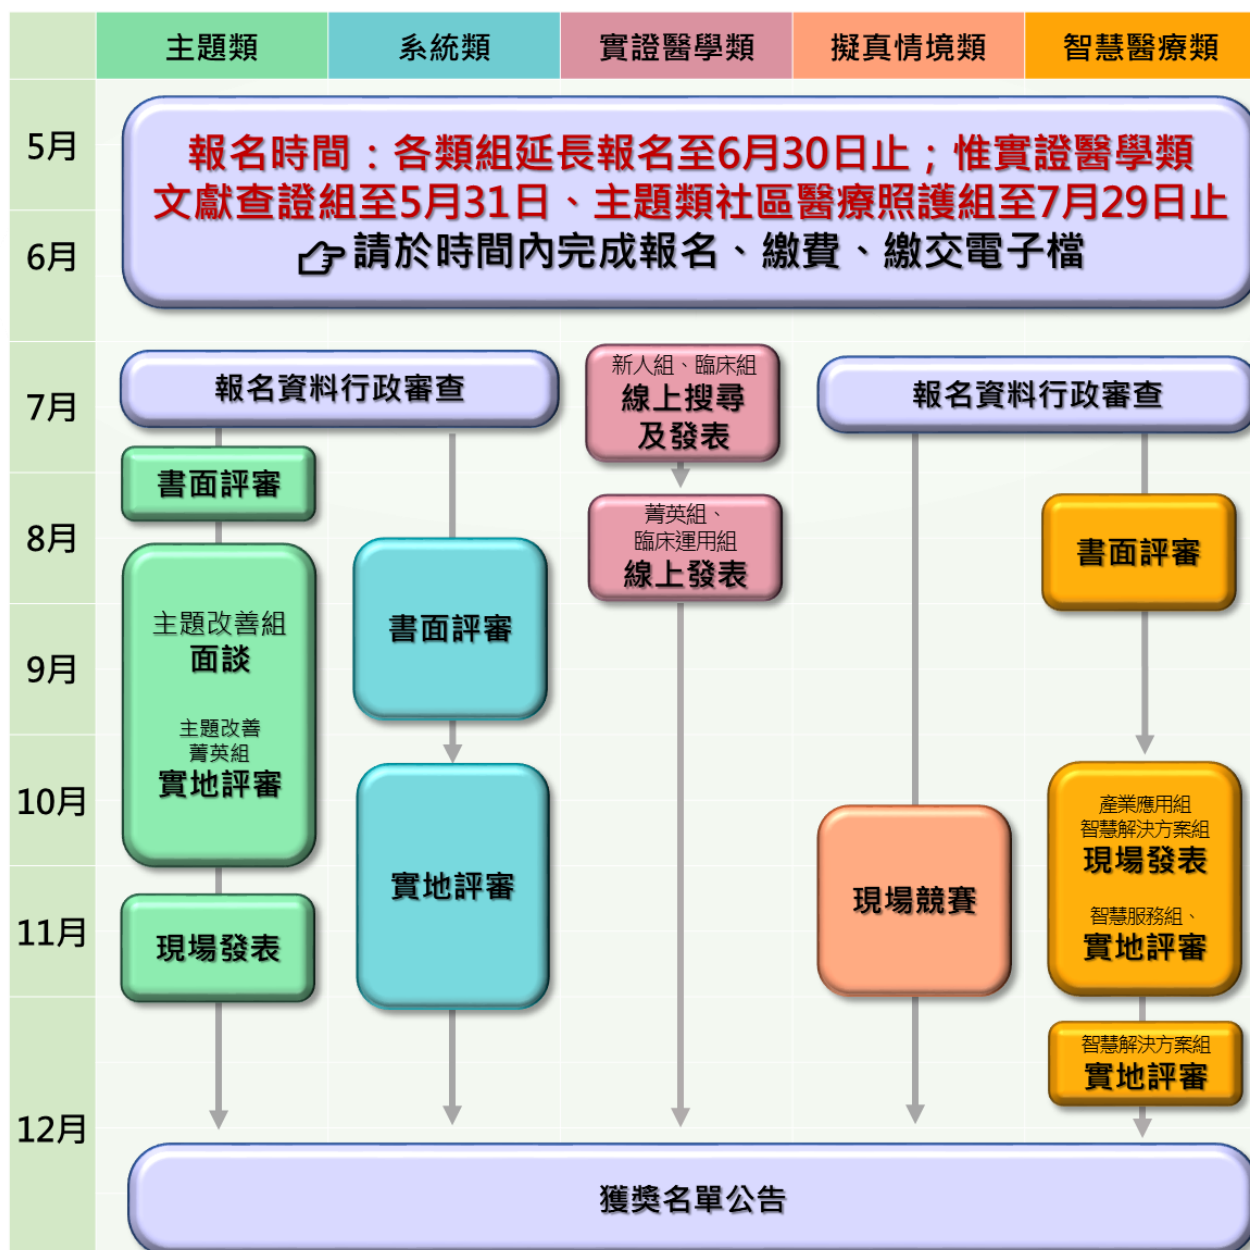 主題類
系統類
實證醫學類
擬真情境類
智慧醫療類
5月
6月
7月
8月
9月
10月
11月
12月
報名時間：各類組延長報名至6月30日止；惟實證醫學類
文獻查證組至5月31日、主題類社區醫療照護組至7月29日止
請於時間內完成報名、繳費、繳交電子檔
報名資料行政審查
書面評審
主題改善組
面談
主題改善
菁英組
實地評審
現場發表
書面評審
實地評審
新人組、臨床組
線上搜尋
及發表
菁英組、
臨床運用組
線上發表
報名資料行政審查
現場競賽
書面評審
產業應用組
智慧解決方案組
現場發表
智慧服務組、
實地評審
智慧解決方案組
實地評審
獲獎名單公告